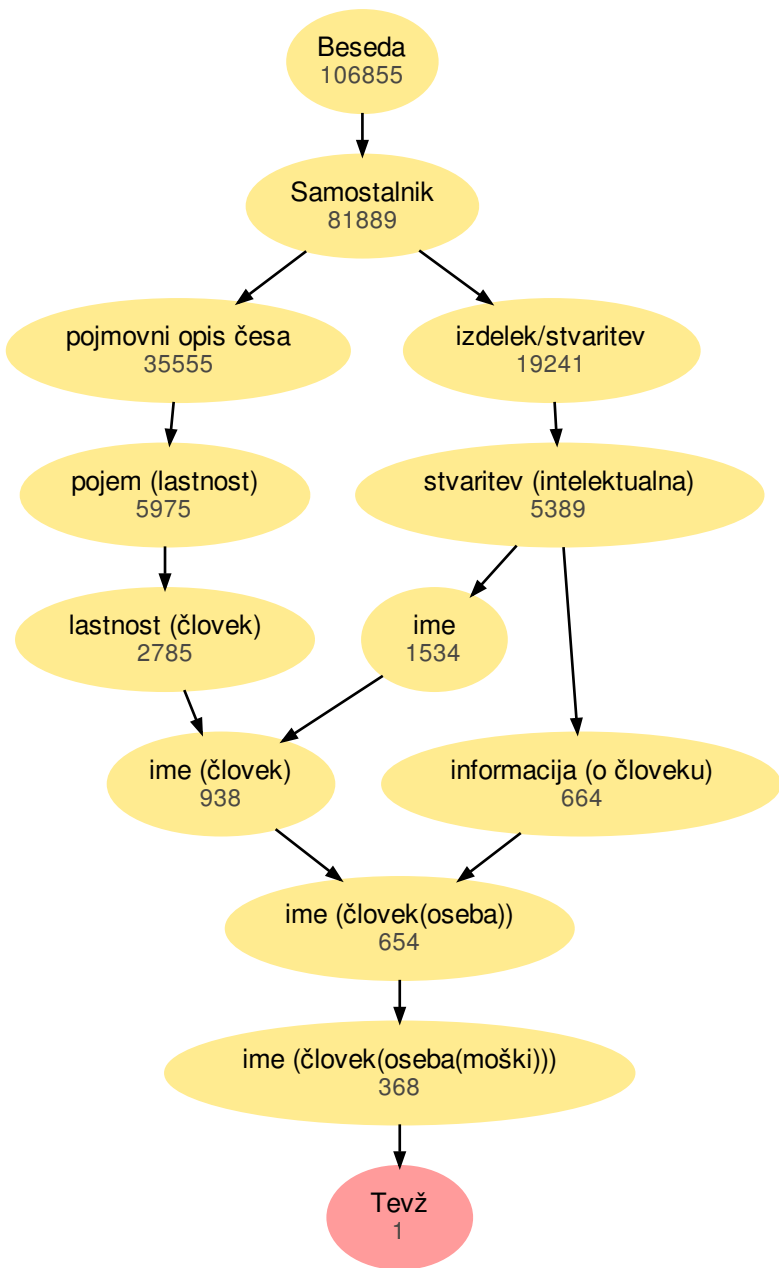 Beseda
106855
Samostalnik
81889
pojmovni opis česa
35555
izdelek/stvaritev
19241
pojem (lastnost)
5975
stvaritev (intelektualna)
5389
lastnost (človek)
2785
ime
1534
ime (človek)
938
informacija (o človeku)
664
ime (človek(oseba))
654
ime (človek(oseba(moški)))
368
Tevž
1